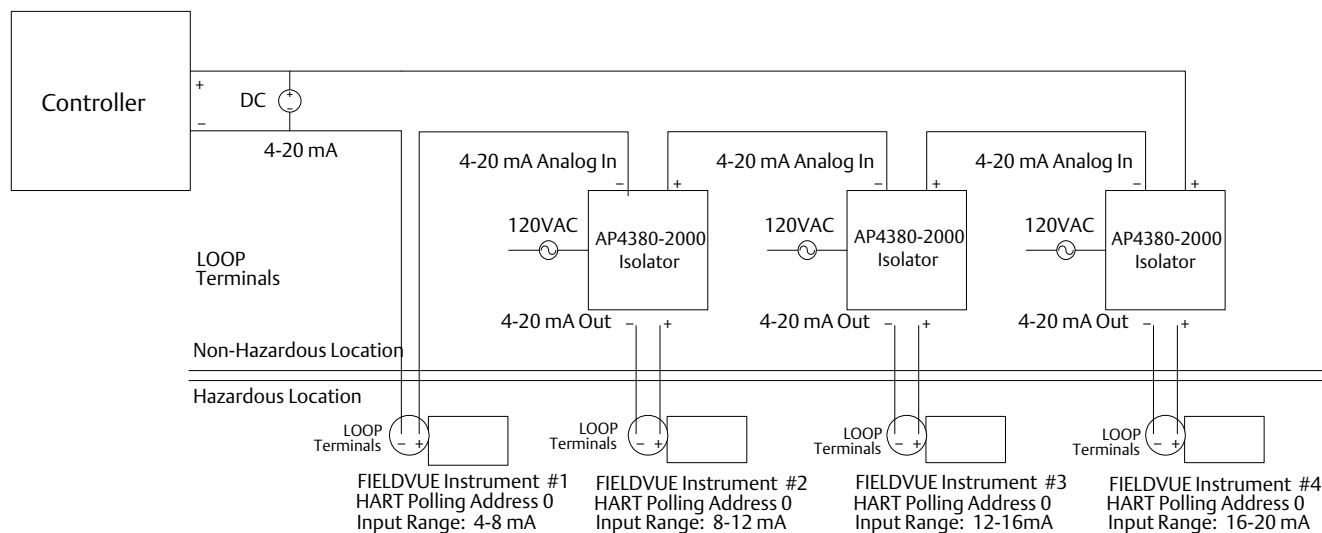 Controller
+
−
DC
+
−
4-20 mA
4-20 mA Analog In
− +
4-20 mA Analog In
− +
4-20 mA Analog In
− +
120VAC
AP4380-2000
Isolator
120VAC
AP4380-2000
Isolator
120VAC
AP4380-2000
Isolator
LOOP
Terminals
4-20 mA Out − +
4-20 mA Out − +
4-20 mA Out − +
Non-Hazardous Location
Hazardous Location
LOOP
Terminals
− +
LOOP
Terminals
− +
LOOP
Terminals
− +
LOOP
Terminals
− +
FIELDVUE Instrument #1
HART Polling Address 0
Input Range: 4-8 mA
FIELDVUE Instrument #2
HART Polling Address 0
Input Range: 8-12 mA
FIELDVUE Instrument #3
HART Polling Address 0
Input Range: 12-16mA
FIELDVUE Instrument #4
HART Polling Address 0
Input Range: 16-20 mA